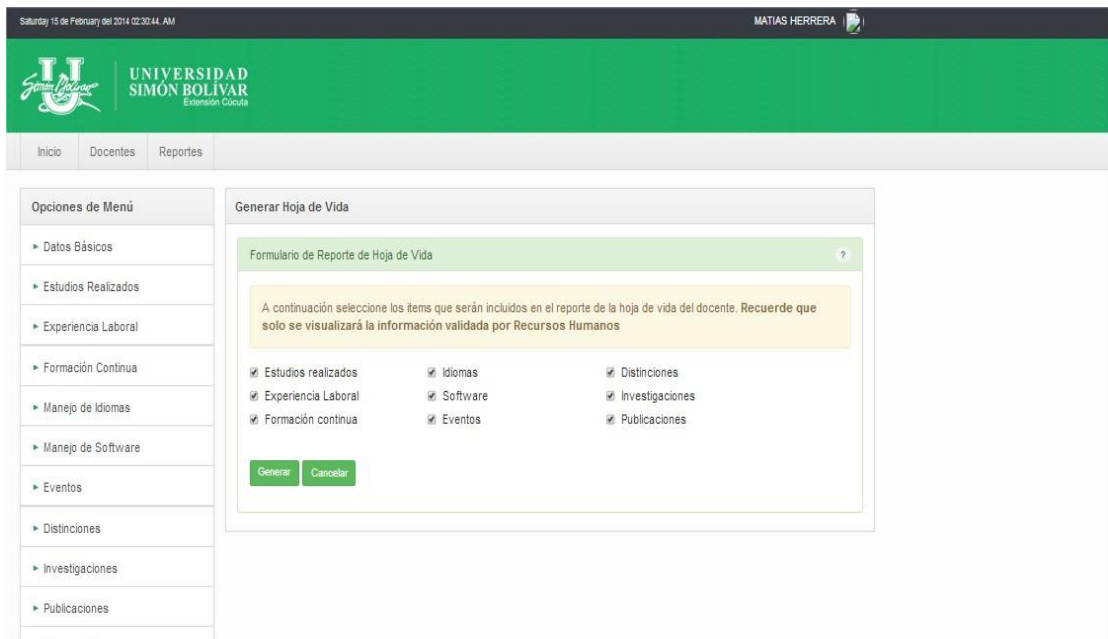 Saturday 15 de February del 2014 02:30:44. AM
MATIAS HERRERA
Simón Bolívar
UNIVERSIDAD
SIMÓN BOLÍVAR
Extensión Cúcuta
Inicio Docentes Reportes
Opciones de Menú
Datos Básicos
Estudios Realizados
Experiencia Laboral
Formación Continua
Manejo de Idiomas
Manejo de Software
Eventos
Distinciones
Investigaciones
Publicaciones
Generar Hoja de Vida
Formulario de Reporte de Hoja de Vida ?
A continuación seleccione los items que serán incluidos en el reporte de la hoja de vida del docente. Recuerde que
solo se visualizará la información validada por Recursos Humanos
Estudios realizados Idiomas Distinciones
Experiencia Laboral Software Investigaciones
Formación continua Eventos Publicaciones
Generar Cancelar